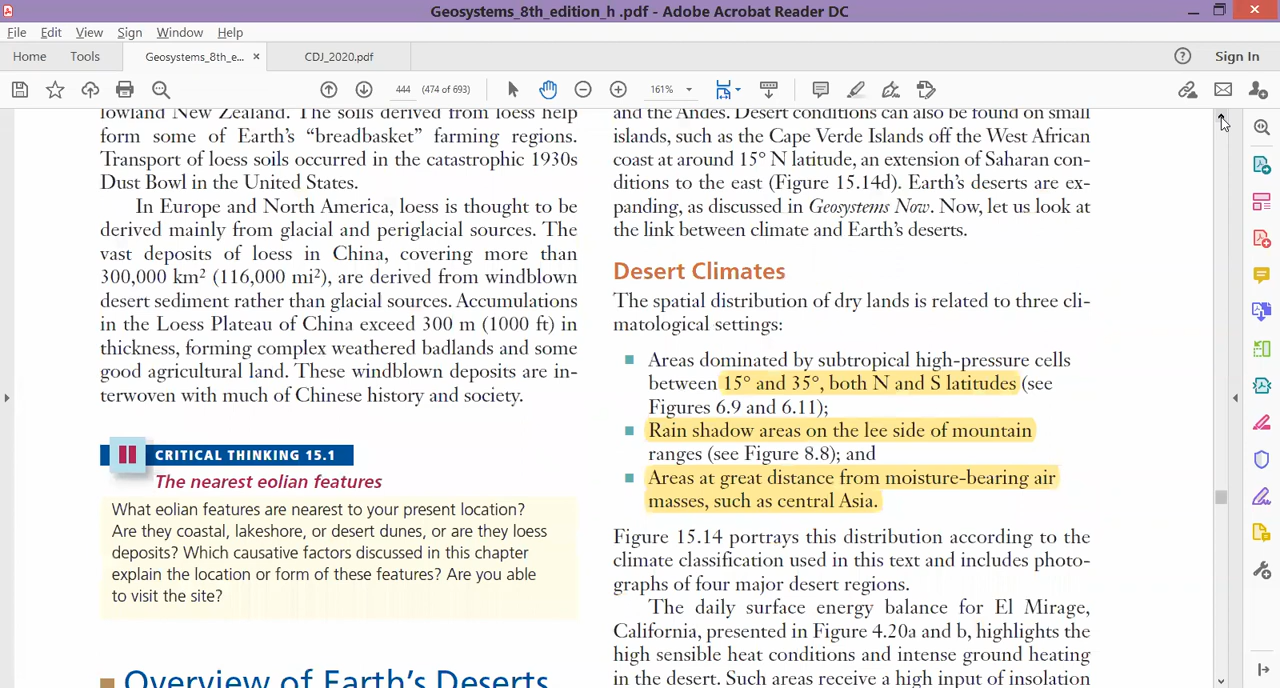 Geosystems_8th_edition_h .pdf - Adobe Acrobat Reader DC
File Edit View Sign Window Help
Home Tools Geosystems_8th_e... × CDJ_2020.pdf Sign In
444 (474 of 693) 161%
lowland New Zealand. The soils derived from loess help
form some of Earth's “breadbasket” farming regions.
Transport of loess soils occurred in the catastrophic 1930s
Dust Bowl in the United States.
In Europe and North America, loess is thought to be
derived mainly from glacial and periglacial sources. The
vast deposits of loess in China, covering more than
300,000 km² (116,000 mi²), are derived from windblown
desert sediment rather than glacial sources. Accumulations
in the Loess Plateau of China exceed 300 m (1000 ft) in
thickness, forming complex weathered badlands and some
good agricultural land. These windblown deposits are in-
terwoven with much of Chinese history and society.
CRITICAL THINKING 15.1
The nearest eolian features
What eolian features are nearest to your present location?
Are they coastal, lakeshore, or desert dunes, or are they loess
deposits? Which causative factors discussed in this chapter
explain the location or form of these features? Are you able
to visit the site?
Overview of Earth's Deserts
and the Andes. Desert conditions can also be found on small
islands, such as the Cape Verde Islands off the West African
coast at around 15° N latitude, an extension of Saharan con-
ditions to the east (Figure 15.14d). Earth's deserts are ex-
panding, as discussed in Geosystems Now. Now, let us look at
the link between climate and Earth's deserts.
Desert Climates
The spatial distribution of dry lands is related to three cli-
matological settings:
Areas dominated by subtropical high-pressure cells
between 15° and 35°, both N and S latitudes (see
Figures 6.9 and 6.11);
Rain shadow areas on the lee side of mountain
ranges (see Figure 8.8); and
Areas at great distance from moisture-bearing air
masses, such as central Asia.
Figure 15.14 portrays this distribution according to the
climate classification used in this text and includes photo-
graphs of four major desert regions.
The daily surface energy balance for El Mirage,
California, presented in Figure 4.20a and b, highlights the
high sensible heat conditions and intense ground heating
in the desert. Such areas receive a high input of insolation